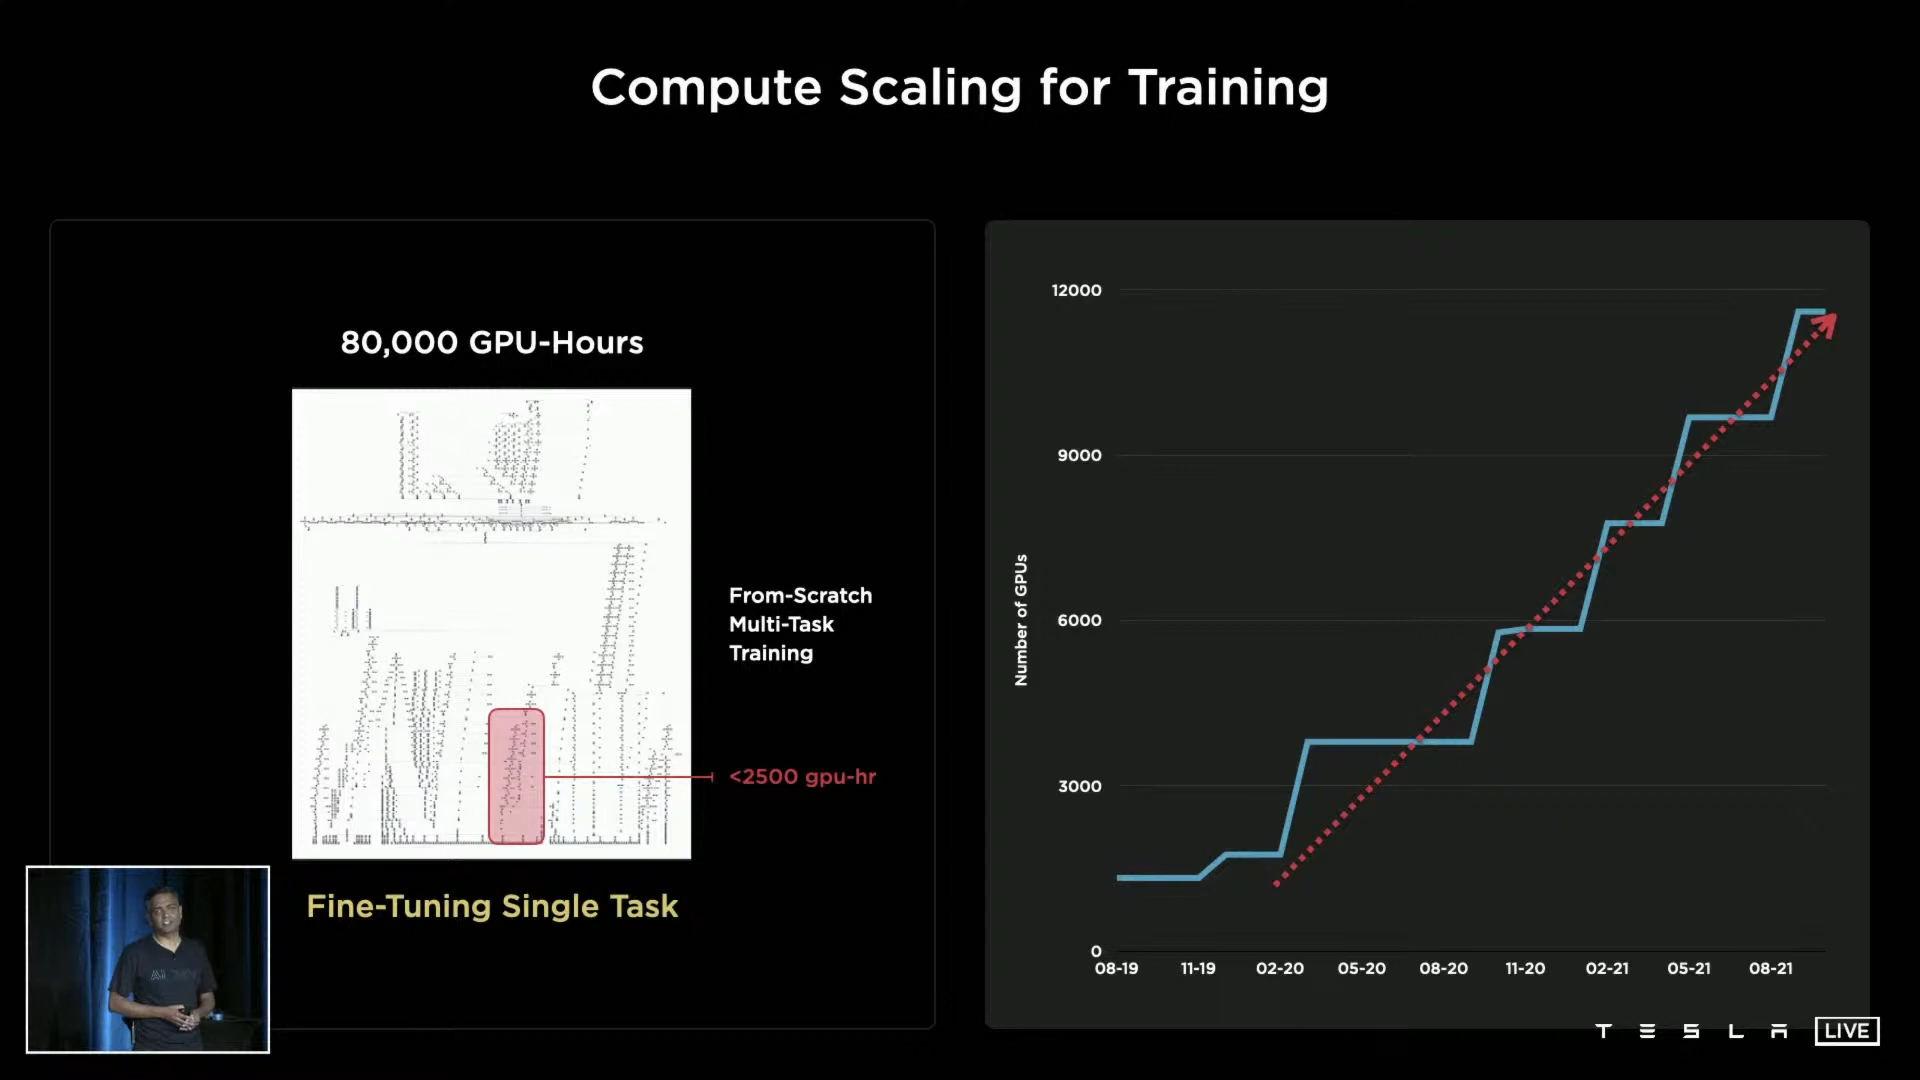 Compute Scaling for Training
80,000 GPU-Hours
From-Scratch
Multi-Task
Training
<2500 gpu-hr
Fine-Tuning Single Task
Number of GPUs
12000
9000
6000
3000
0
08-19 11-19 02-20 05-20 08-20 11-20 02-21 05-21 08-21
TESLA LIVE